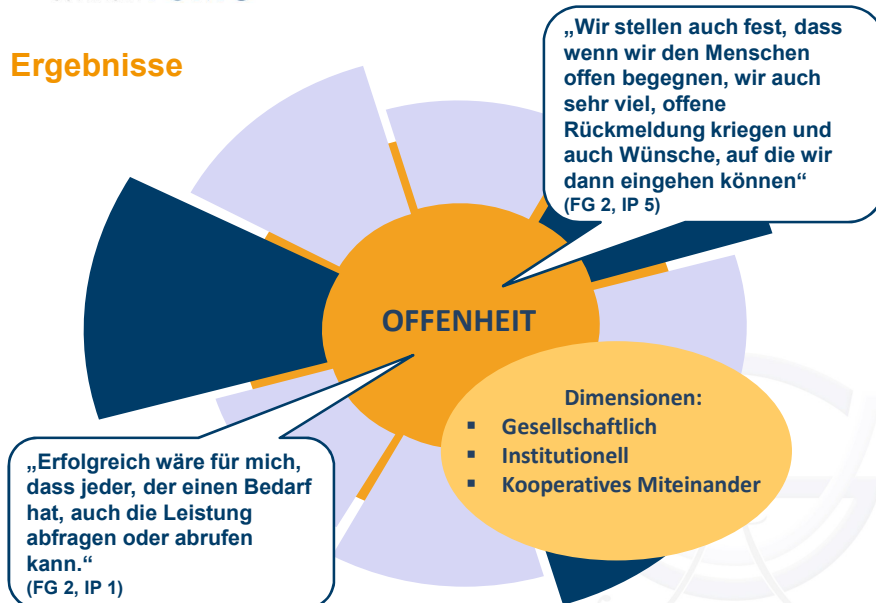 Ergebnisse
„Wir stellen auch fest, dass
wenn wir den Menschen
offen begegnen, wir auch
sehr viel, offene
Rückmeldung kriegen und
auch Wünsche, auf die wir
dann eingehen können“
(FG 2, IP 5)
OFFENHEIT
Dimensionen:
▪ Gesellschaftlich
▪ Institutionell
▪ Kooperatives Miteinander
„Erfolgreich wäre für mich,
dass jeder, der einen Bedarf
hat, auch die Leistung
abfragen oder abrufen
kann.“
(FG 2, IP 1)